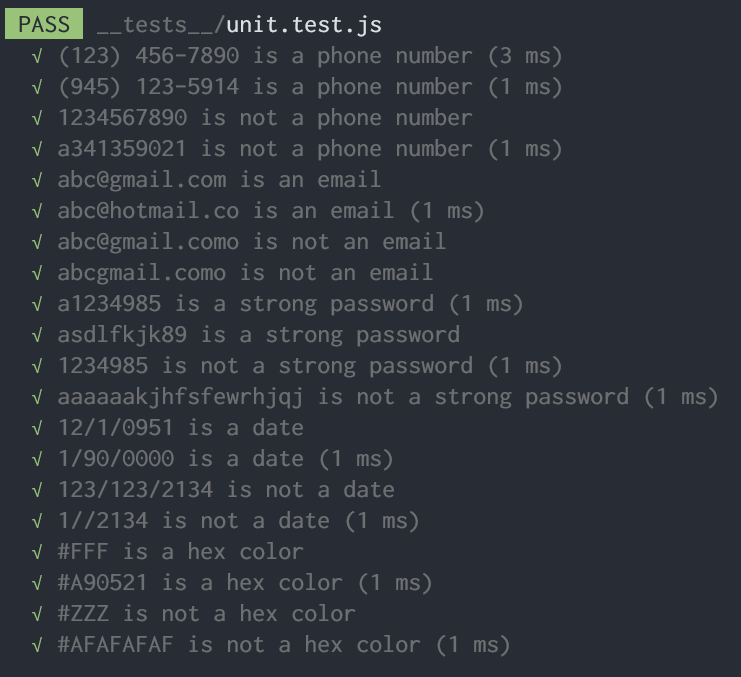 PASS __tests__/unit.test.js
√ (123) 456-7890 is a phone number (3 ms)
√ (945) 123-5914 is a phone number (1 ms)
√ 1234567890 is not a phone number
√ a341359021 is not a phone number (1 ms)
√ abc@gmail.com is an email
√ abc@hotmail.co is an email (1 ms)
√ abc@gmail.como is not an email
√ abcgmail.como is not an email
√ a1234985 is a strong password (1 ms)
√ asdlfkjk89 is a strong password
√ 1234985 is not a strong password (1 ms)
√ aaaaaakjhfsfewrhjqj is not a strong password (1 ms)
√ 12/1/0951 is a date
√ 1/90/0000 is a date (1 ms)
√ 123/123/2134 is not a date
√ 1//2134 is not a date (1 ms)
√ #FFF is a hex color
√ #A90521 is a hex color (1 ms)
√ #ZZZ is not a hex color
√ #AFAFAFAF is not a hex color (1 ms)